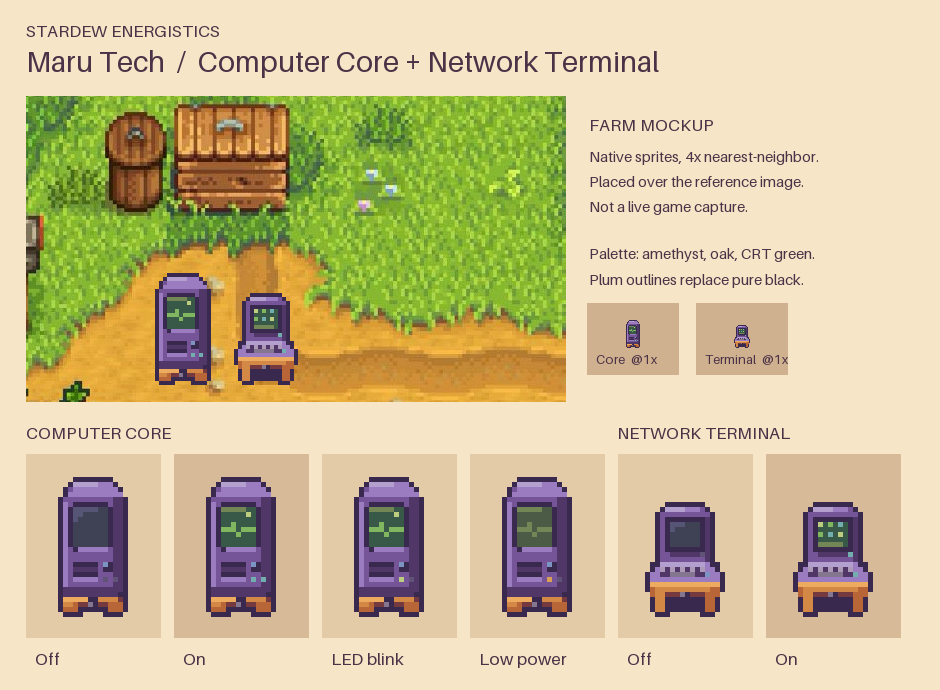 STARDEW ENERGISTICS
Maru Tech / Computer Core + Network Terminal
FARM MOCKUP
Native sprites, 4x nearest-neighbor.
Placed over the reference image.
Not a live game capture.
Palette: amethyst, oak, CRT green.
Plum outlines replace pure black.
Core @1x
Terminal @1x
COMPUTER CORE
NETWORK TERMINAL
Off
On
LED blink
Low power
Off
On